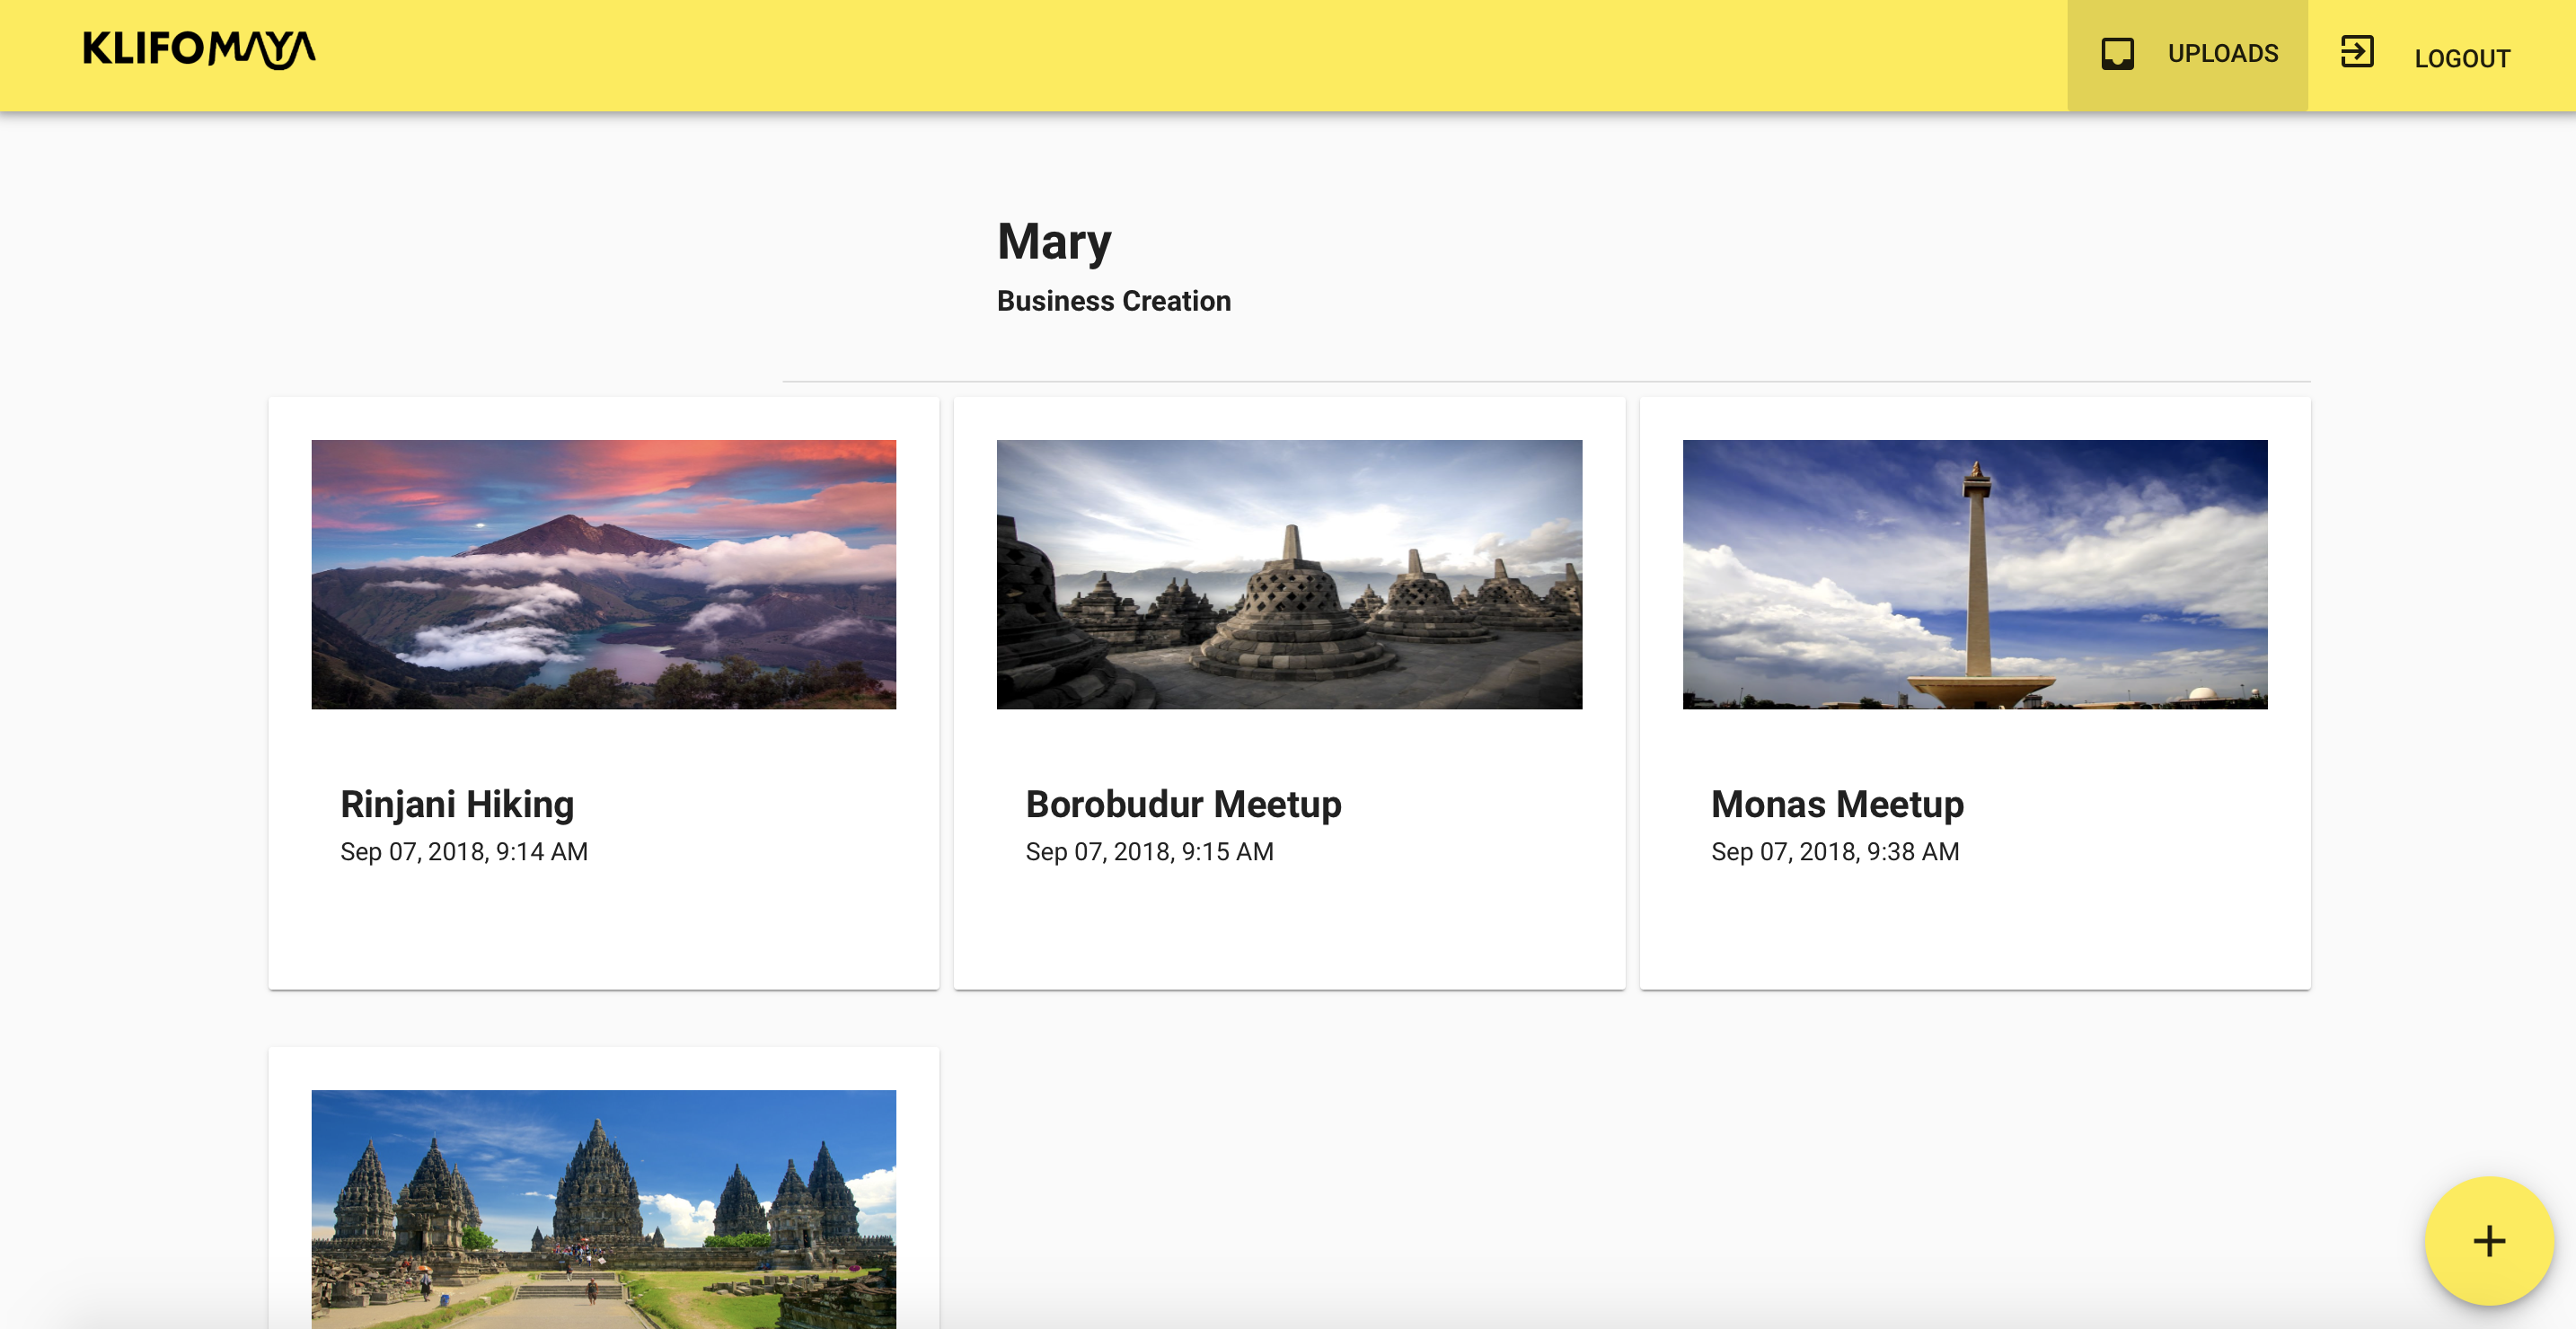 KLIFOMAYA
UPLOADS
LOGOUT
Mary
Business Creation
Rinjani Hiking
Sep 07, 2018, 9:14 AM
Borobudur Meetup
Sep 07, 2018, 9:15 AM
Monas Meetup
Sep 07, 2018, 9:38 AM